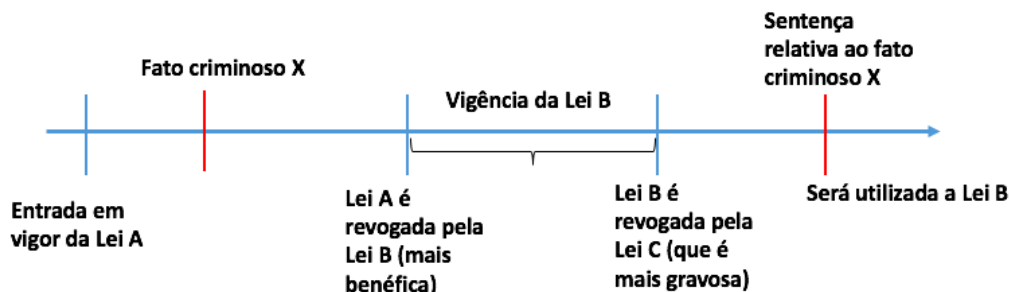 Sentença
relativa ao fato
criminoso X
Fato criminoso X
Vigência da Lei B
Entrada em
vigor da Lei A
Lei A é
revogada pela
Lei B (mais
benéfica)
Lei B é
revogada pela
Lei C (que é
mais gravosa)
Será utilizada a Lei B